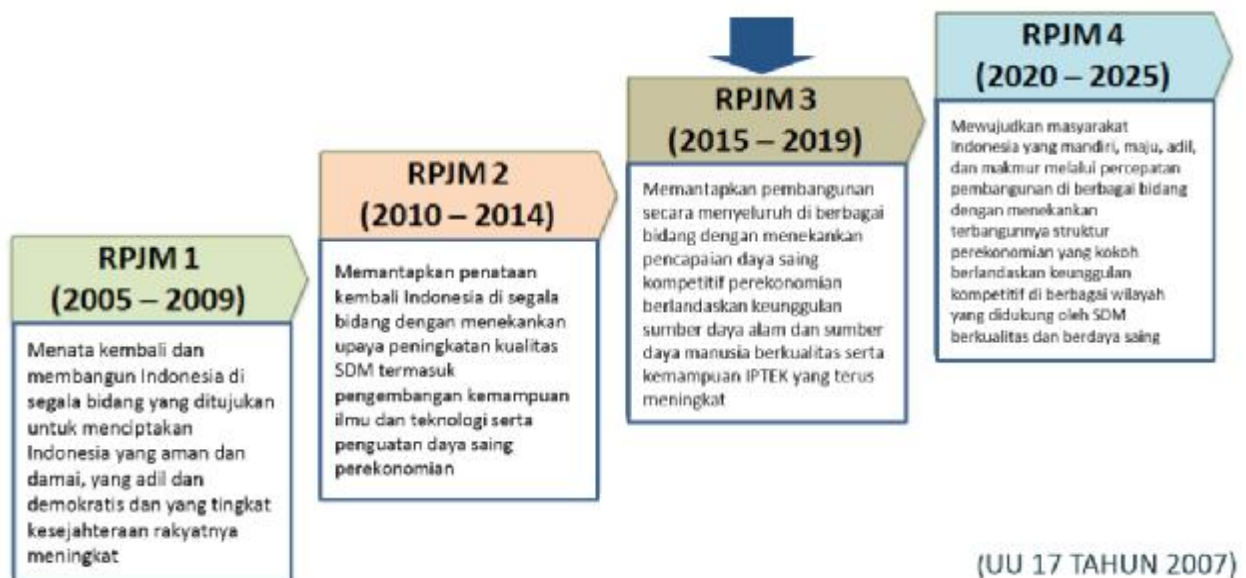 RPJM 1
(2005 – 2009)
Menata kembali dan
membangun Indonesia di
segala bidang yang ditujukan
untuk menciptakan
Indonesia yang aman dan
damai, yang adil dan
demokratis dan yang tingkat
kesejahteraan rakyatnya
meningkat
RPJM 2
(2010 – 2014)
Memantapkan penataan
kembali Indonesia di segala
bidang dengan menekankan
upaya peningkatan kualitas
SDM termasuk
pengembangan kemampuan
ilmu dan teknologi serta
penguatan daya saing
perekonomian
RPJM 3
(2015 – 2019)
Memantapkan pembangunan
secara menyeluruh di berbagai
bidang dengan menekankan
pencapaian daya saing
kompetitif perekonomian
berlandaskan keunggulan
sumber daya alam dan sumber
daya manusia berkualitas serta
kemampuan IPTEK yang terus
meningkat
RPJM 4
(2020 – 2025)
Mewujudkan masyarakat
Indonesia yang mandiri, maju, adil,
dan makmur melalui percepatan
pembangunan di berbagai bidang
dengan menekankan
terbangunnya struktur
perekonomian yang kokoh
berlandaskan keunggulan
kompetitif di berbagai wilayah
yang didukung oleh SDM
berkualitas dan berdaya saing
(UU 17 TAHUN 2007)